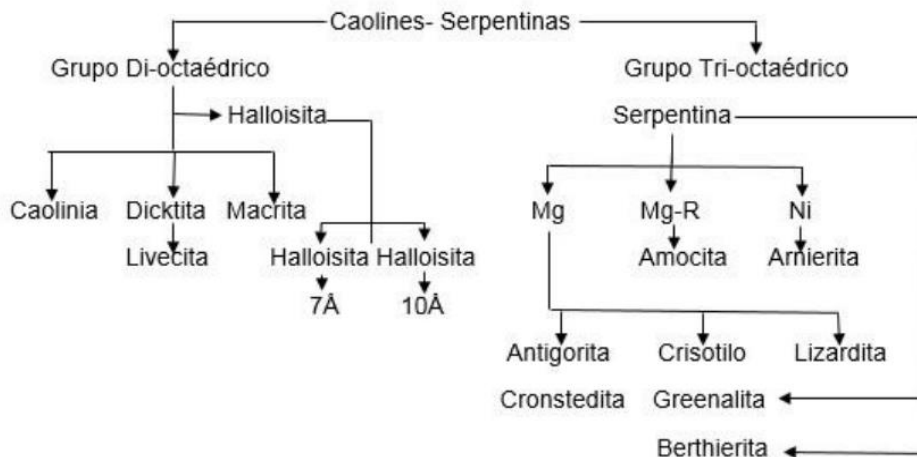 Caolines- Serpentinas
Grupo Di-octaédrico
Grupo Tri-octaédrico
Halloisita
Serpentina
Caolinia Dicktita Macrita
Mg Mg-R Ni
Livecita Halloisita Halloisita
Amocita Arnierita
7Å 10Å
Antigorita Crisotilo Lizardita
Cronstedita Greenalita
Berthierita